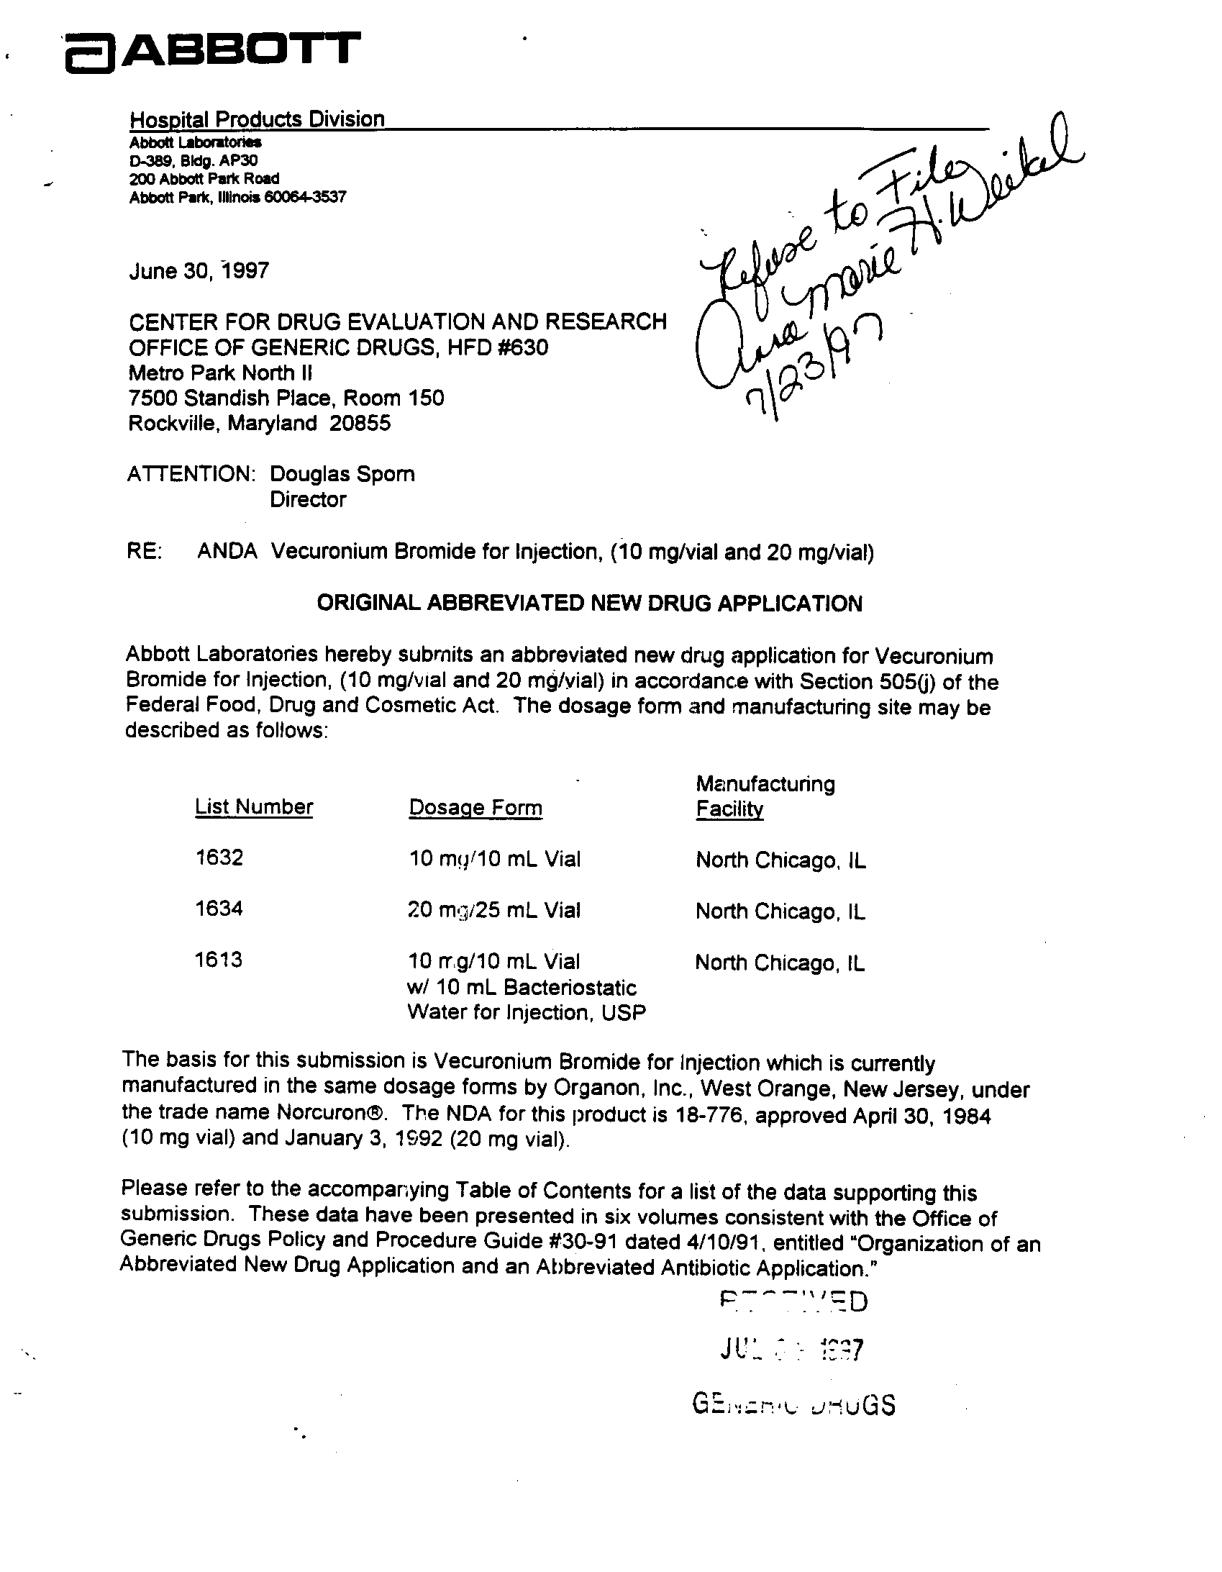 ABBOTT
Hospital Products Division
Abbott Laboratories
D-389, Bldg. AP30
200 Abbott Park Road
Abbott Park, Illinois 60064-3537
Refuse to File
Anna Marie H. Weikel
7/23/97
June 30, 1997
CENTER FOR DRUG EVALUATION AND RESEARCH
OFFICE OF GENERIC DRUGS, HFD #630
Metro Park North II
7500 Standish Place, Room 150
Rockville, Maryland 20855
ATTENTION: Douglas Sporn
Director
RE: ANDA Vecuronium Bromide for Injection, (10 mg/vial and 20 mg/vial)
ORIGINAL ABBREVIATED NEW DRUG APPLICATION
Abbott Laboratories hereby submits an abbreviated new drug application for Vecuronium
Bromide for Injection, (10 mg/vial and 20 mg/vial) in accordance with Section 505(j) of the
Federal Food, Drug and Cosmetic Act. The dosage form and manufacturing site may be
described as follows:
Manufacturing
List Number Dosage Form Facility
1632 10 mg/10 mL Vial North Chicago, IL
1634 20 mg/25 mL Vial North Chicago, IL
1613 10 mg/10 mL Vial North Chicago, IL
w/ 10 mL Bacteriostatic
Water for Injection, USP
The basis for this submission is Vecuronium Bromide for Injection which is currently
manufactured in the same dosage forms by Organon, Inc., West Orange, New Jersey, under
the trade name Norcuron®. The NDA for this product is 18-776, approved April 30, 1984
(10 mg vial) and January 3, 1992 (20 mg vial).
Please refer to the accompanying Table of Contents for a list of the data supporting this
submission. These data have been presented in six volumes consistent with the Office of
Generic Drugs Policy and Procedure Guide #30-91 dated 4/10/91, entitled "Organization of an
Abbreviated New Drug Application and an Abbreviated Antibiotic Application."
RECEIVED
JUL 1997
GENERIC DRUGS